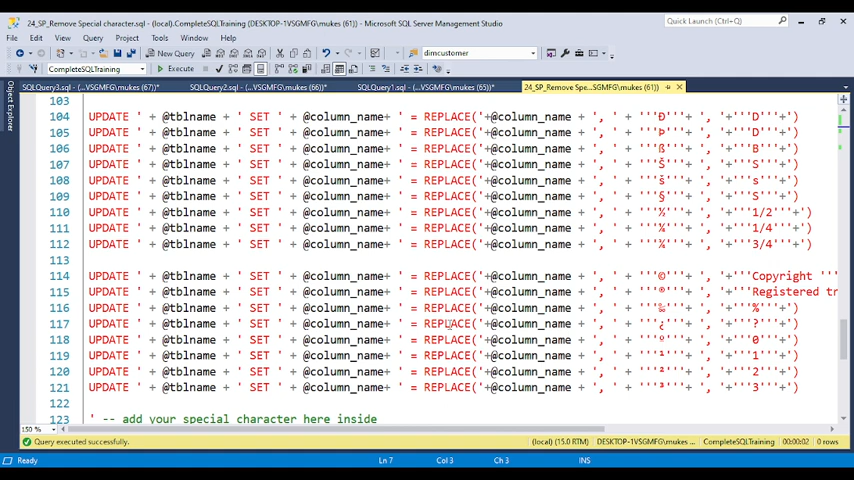 24_SP_Remove Special character.sql - (local).CompleteSQLTraining (DESKTOP-1VSGMFG\mukes (61)) - Microsoft SQL Server Management Studio
Quick Launch (Ctrl+Q)
File Edit View Query Project Tools Window Help
New Query dimcustomer
CompleteSQLTraining Execute
SQLQuery3.sql - (...VSGMFG\mukes (67))* SQLQuery2.sql - (...VSGMFG\mukes (66))* SQLQuery1.sql - (...VSGMFG\mukes (65))* 24_SP_Remove Spe...SGMFG\mukes (61))
Object Explorer
103
104 UPDATE ' + @tblname + ' SET ' + @column_name+ ' = REPLACE('+@column_name + ', ' + '''Ð'''+ ', '+'''D'''+')
105 UPDATE ' + @tblname + ' SET ' + @column_name+ ' = REPLACE('+@column_name + ', ' + '''Þ'''+ ', '+'''D'''+')
106 UPDATE ' + @tblname + ' SET ' + @column_name+ ' = REPLACE('+@column_name + ', ' + '''ß'''+ ', '+'''B'''+')
107 UPDATE ' + @tblname + ' SET ' + @column_name+ ' = REPLACE('+@column_name + ', ' + '''Š'''+ ', '+'''S'''+')
108 UPDATE ' + @tblname + ' SET ' + @column_name+ ' = REPLACE('+@column_name + ', ' + '''š'''+ ', '+'''s'''+')
109 UPDATE ' + @tblname + ' SET ' + @column_name+ ' = REPLACE('+@column_name + ', ' + '''§'''+ ', '+'''S'''+')
110 UPDATE ' + @tblname + ' SET ' + @column_name+ ' = REPLACE('+@column_name + ', ' + '''½'''+ ', '+'''1/2'''+')
111 UPDATE ' + @tblname + ' SET ' + @column_name+ ' = REPLACE('+@column_name + ', ' + '''¼'''+ ', '+'''1/4'''+')
112 UPDATE ' + @tblname + ' SET ' + @column_name+ ' = REPLACE('+@column_name + ', ' + '''¾'''+ ', '+'''3/4'''+')
113
114 UPDATE ' + @tblname + ' SET ' + @column_name+ ' = REPLACE('+@column_name + ', ' + '''©'''+ ', '+'''Copyright '''
115 UPDATE ' + @tblname + ' SET ' + @column_name+ ' = REPLACE('+@column_name + ', ' + '''®'''+ ', '+'''Registered tr
116 UPDATE ' + @tblname + ' SET ' + @column_name+ ' = REPLACE('+@column_name + ', ' + '''‰'''+ ', '+'''%'''+')
117 UPDATE ' + @tblname + ' SET ' + @column_name+ ' = REPLACE('+@column_name + ', ' + '''¿'''+ ', '+'''?'''+')
118 UPDATE ' + @tblname + ' SET ' + @column_name+ ' = REPLACE('+@column_name + ', ' + '''º'''+ ', '+'''0'''+')
119 UPDATE ' + @tblname + ' SET ' + @column_name+ ' = REPLACE('+@column_name + ', ' + '''¹'''+ ', '+'''1'''+')
120 UPDATE ' + @tblname + ' SET ' + @column_name+ ' = REPLACE('+@column_name + ', ' + '''²'''+ ', '+'''2'''+')
121 UPDATE ' + @tblname + ' SET ' + @column_name+ ' = REPLACE('+@column_name + ', ' + '''³'''+ ', '+'''3'''+')
122
123 ' -- add your special character here inside
150 %
Query executed successfully. (local) (15.0 RTM) DESKTOP-1VSGMFG\mukes ... CompleteSQLTraining 00:00:02 0 rows
Ready Ln 7 Col 3 Ch 3 INS